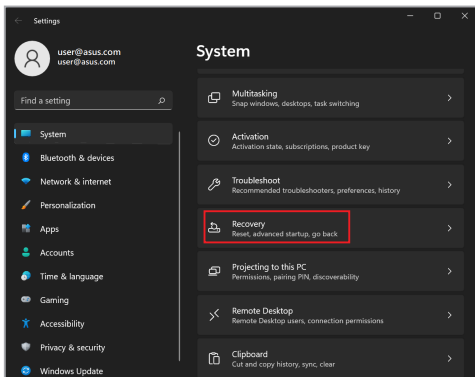 Settings
user@asus.com
user@asus.com
Find a setting
System
Bluetooth & devices
Network & internet
Personalization
Apps
Accounts
Time & language
Gaming
Accessibility
Privacy & security
Windows Update
System
Multitasking
Snap windows, desktops, task switching
Activation
Activation state, subscriptions, product key
Troubleshoot
Recommended troubleshooters, preferences, history
Recovery
Reset, advanced startup, go back
Projecting to this PC
Permissions, pairing PIN, discoverability
Remote Desktop
Remote Desktop users, connection permissions
Clipboard
Cut and copy history, sync, clear